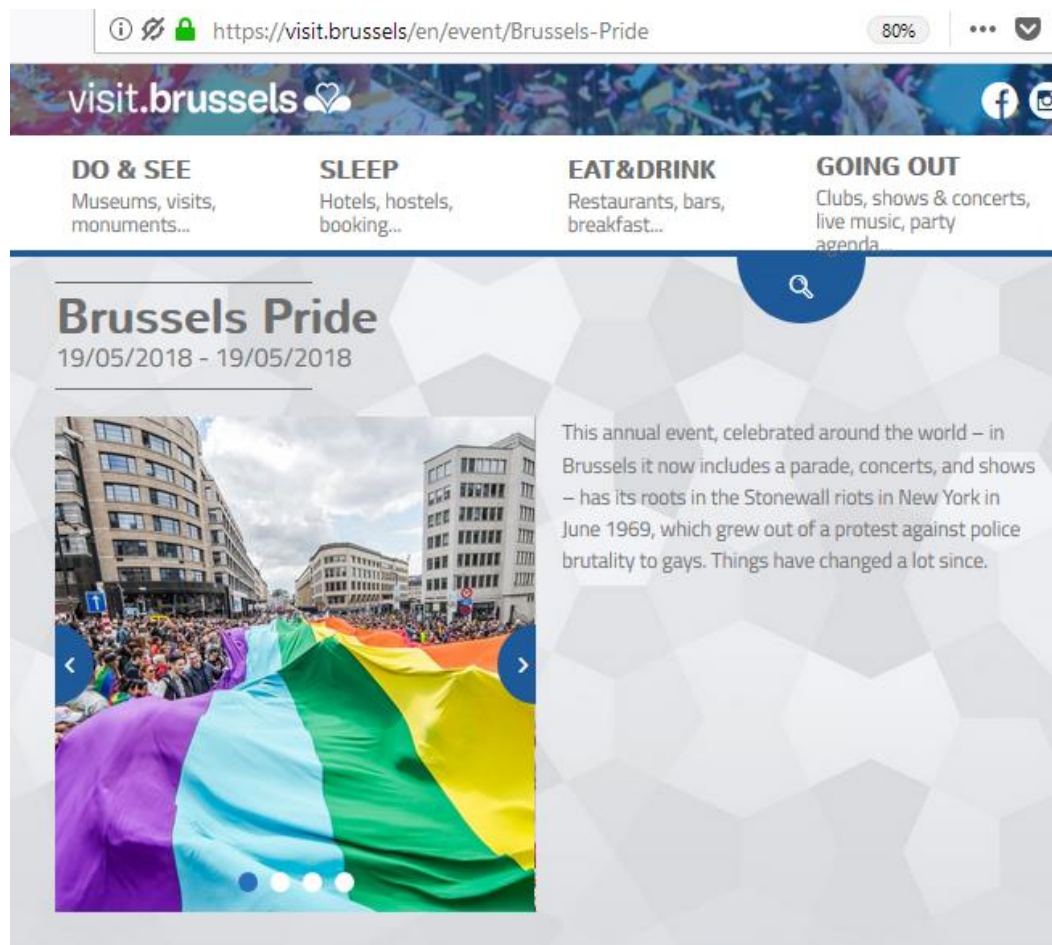 https://visit.brussels/en/event/Brussels-Pride
80%
visit.brussels
DO & SEE
Museums, visits,
monuments...
SLEEP
Hotels, hostels,
booking...
EAT&DRINK
Restaurants, bars,
breakfast...
GOING OUT
Clubs, shows & concerts,
live music, party
agenda...
Brussels Pride
19/05/2018 - 19/05/2018
This annual event, celebrated around the world – in
Brussels it now includes a parade, concerts, and shows
– has its roots in the Stonewall riots in New York in
June 1969, which grew out of a protest against police
brutality to gays. Things have changed a lot since.